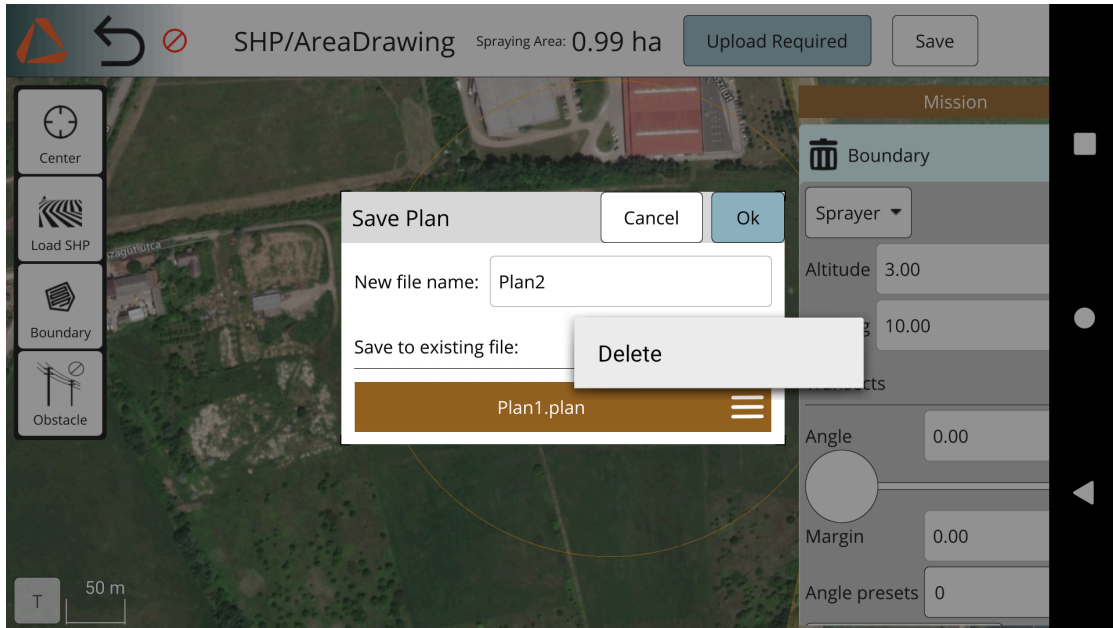 SHP/AreaDrawing Spraying Area: 0.99 ha Upload Required Save
Center
Load SHP
Boundary
Obstacle
Mission
Boundary
Sprayer
Altitude 3.00
10.00
Angle 0.00
Margin 0.00
Angle presets 0
Save Plan Cancel Ok
New file name: Plan2
Save to existing file:
Delete
Plan1.plan
T 50 m